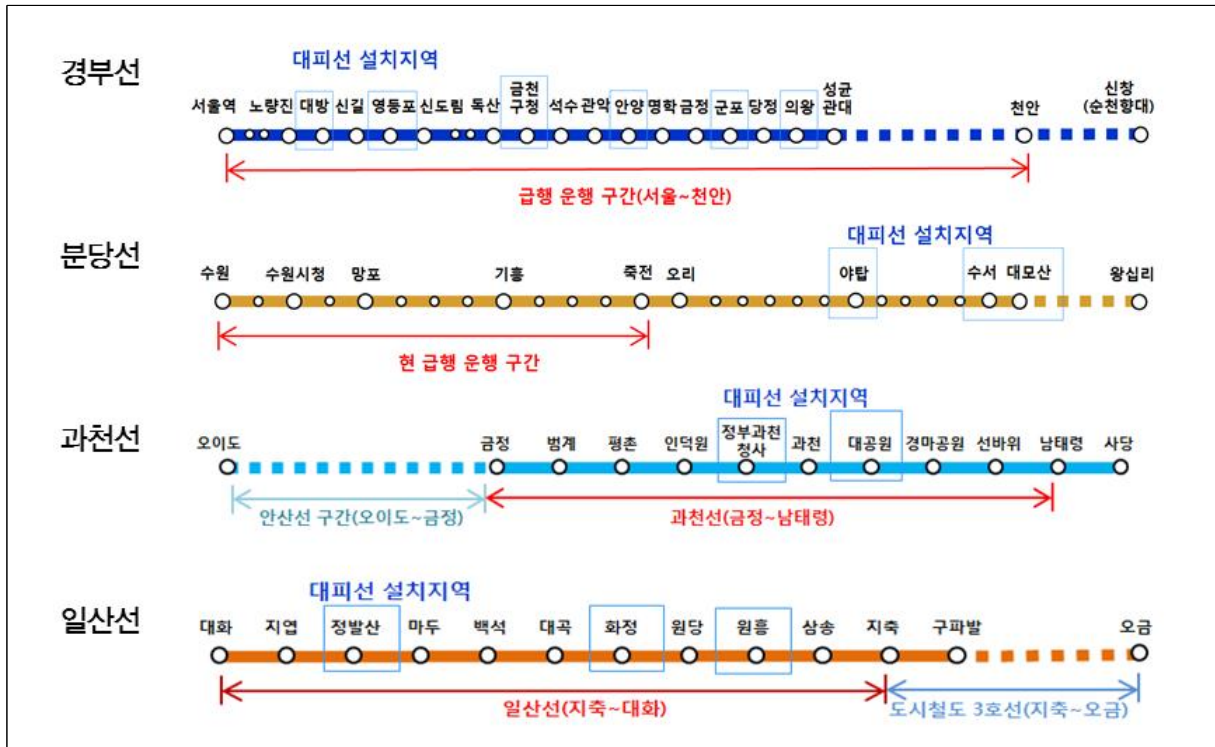 경부선
대피선 설치지역
서울역 노량진 대방 신길 영등포 신도림 독산 금천
구청 석수 관악 안양 명학 금정 군포 당정 의왕 성균
관대 천안 신창
(순천향대)
급행 운행 구간(서울~천안)
분당선
대피선 설치지역
수원 수원시청 망포 기흥 죽전 오리 야탑 수서 대모산 왕십리
현 급행 운행 구간
과천선
대피선 설치지역
오이도 금정 범계 평촌 인덕원 정부과천
청사 과천 대공원 경마공원 선바위 남태령 사당
안산선 구간(오이도~금정)
과천선(금정~남태령)
일산선
대피선 설치지역
대화 지엽 정발산 마두 백석 대곡 화정 원당 원흥 삼송 지축 구파발 오금
일산선(지축~대화)
도시철도 3호선(지축~오금)